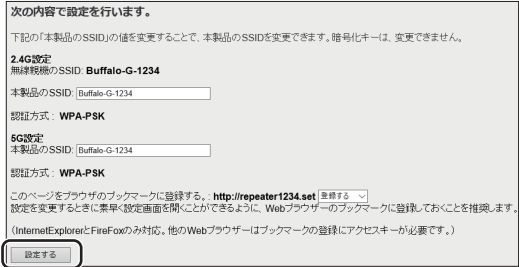 次の内容で設定を行います。
下記の「本製品のSSID」の値を変更することで、本製品のSSIDを変更できます。暗号化キーは、変更できません。
2.4G設定
無線親機のSSID: Buffalo-G-1234
本製品のSSID: Buffalo-G-1234
認証方式 : WPA-PSK
5G設定
本製品のSSID: Buffalo-G-1234
認証方式 : WPA-PSK
このページをブラウザのブックマークに登録する。: http://repeater1234.set 登録する
設定を変更するときに素早く設定画面を開くことができるように、Webブラウザーのブックマークに登録しておくことを推奨します。
(InternetExplorerとFireFoxのみ対応。他のWebブラウザーはブックマークの登録にアクセスキーが必要です。)
設定する